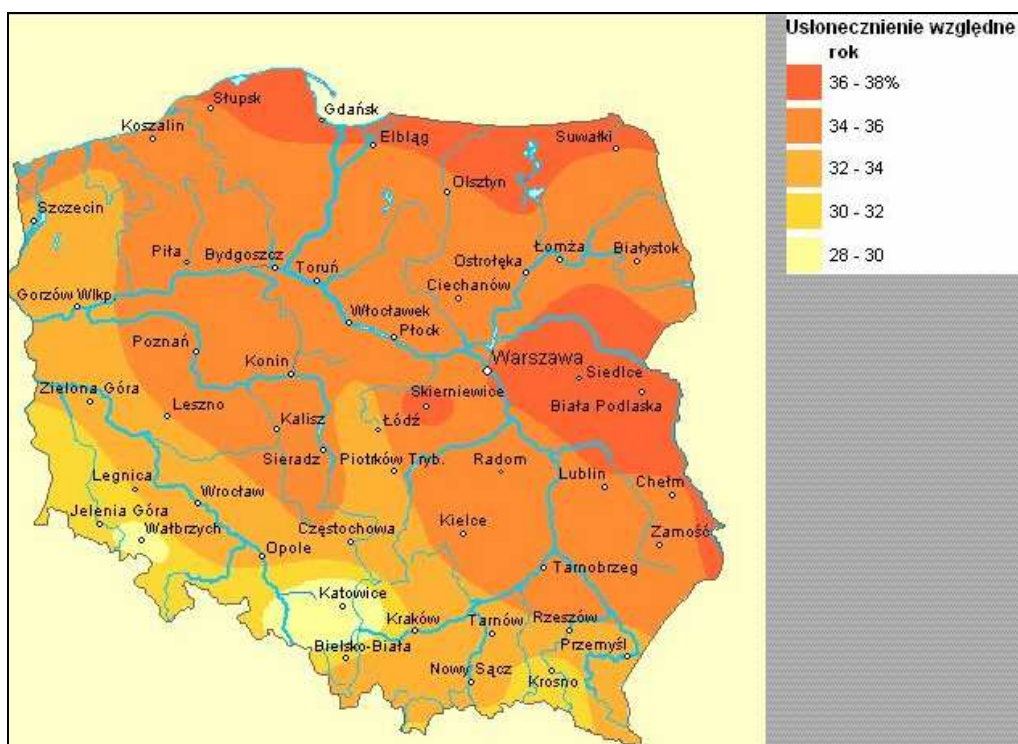 Usłonecznienie względne
rok
36 - 38%
34 - 36
32 - 34
30 - 32
28 - 30
Słupsk
Gdańsk
Koszalin
Elbląg
Suwałki
Olsztyn
Szczecin
Piła
Bydgoszcz
Toruń
Łomża
Białystok
Ostrołęka
Ciechanów
Gorzów Wlkp.
Włocławek
Płock
Poznań
Konin
Warszawa
Siedlce
Zielona Góra
Skierniewice
Biała Podlaska
Leszno
Kalisz
Łódź
Sieradz
Piotrków Tryb.
Radom
Lublin
Chełm
Legnica
Wrocław
Jelenia Góra
Wałbrzych
Częstochowa
Kielce
Zamość
Opole
Tarnobrzeg
Katowice
Kraków
Tarnów
Rzeszów
Bielsko-Biała
Przemyśl
Nowy Sącz
Krosno